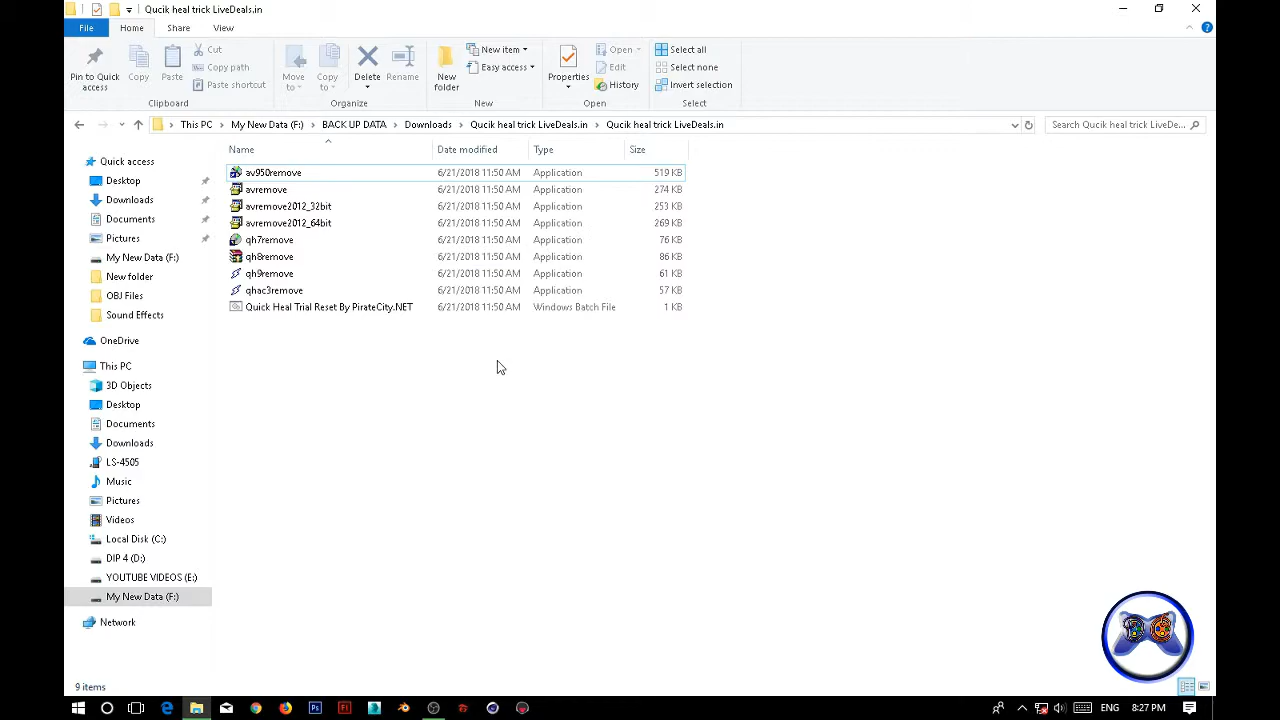 Qucik heal trick LiveDeals.in
File Home Share View
Pin to Quick access
Copy
Paste
Cut
Copy path
Paste shortcut
Clipboard
Move to
Copy to
Delete
Rename
Organize
New folder
New item
Easy access
New
Properties
Open
Edit
History
Open
Select all
Select none
Invert selection
Select
This PC My New Data (F:) BACK UP DATA Downloads Qucik heal trick LiveDeals.in Qucik heal trick LiveDeals.in
Search Qucik heal trick LiveDe...
Quick access
Desktop
Downloads
Documents
Pictures
My New Data (F:)
New folder
OBJ Files
Sound Effects
OneDrive
This PC
3D Objects
Desktop
Documents
Downloads
LS-4505
Music
Pictures
Videos
Local Disk (C:)
DIP 4 (D:)
YOUTUBE VIDEOS (E:)
My New Data (F:)
Network
Name Date modified Type Size
av950remove 6/21/2018 11:50 AM Application 519 KB
avremove 6/21/2018 11:50 AM Application 274 KB
avremove2012_32bit 6/21/2018 11:50 AM Application 253 KB
avremove2012_64bit 6/21/2018 11:50 AM Application 269 KB
qh7remove 6/21/2018 11:50 AM Application 76 KB
qh8remove 6/21/2018 11:50 AM Application 86 KB
qh9remove 6/21/2018 11:50 AM Application 61 KB
qhac3remove 6/21/2018 11:50 AM Application 57 KB
Quick Heal Trial Reset By PirateCity.NET 6/21/2018 11:50 AM Windows Batch File 1 KB
9 items
ENG 8:27 PM